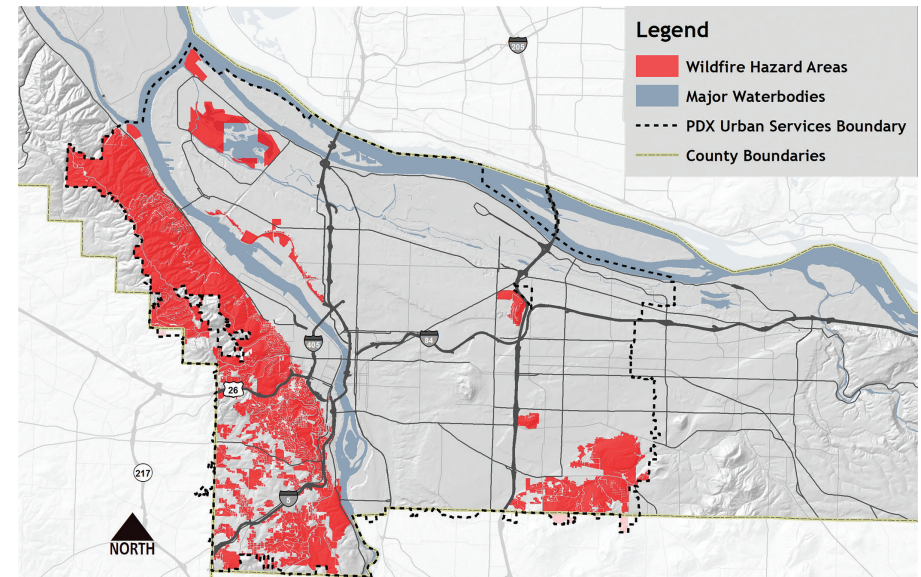 Legend
Wildfire Hazard Areas
Major Waterbodies
PDX Urban Services Boundary
County Boundaries
205
84
405
26
217
5
NORTH